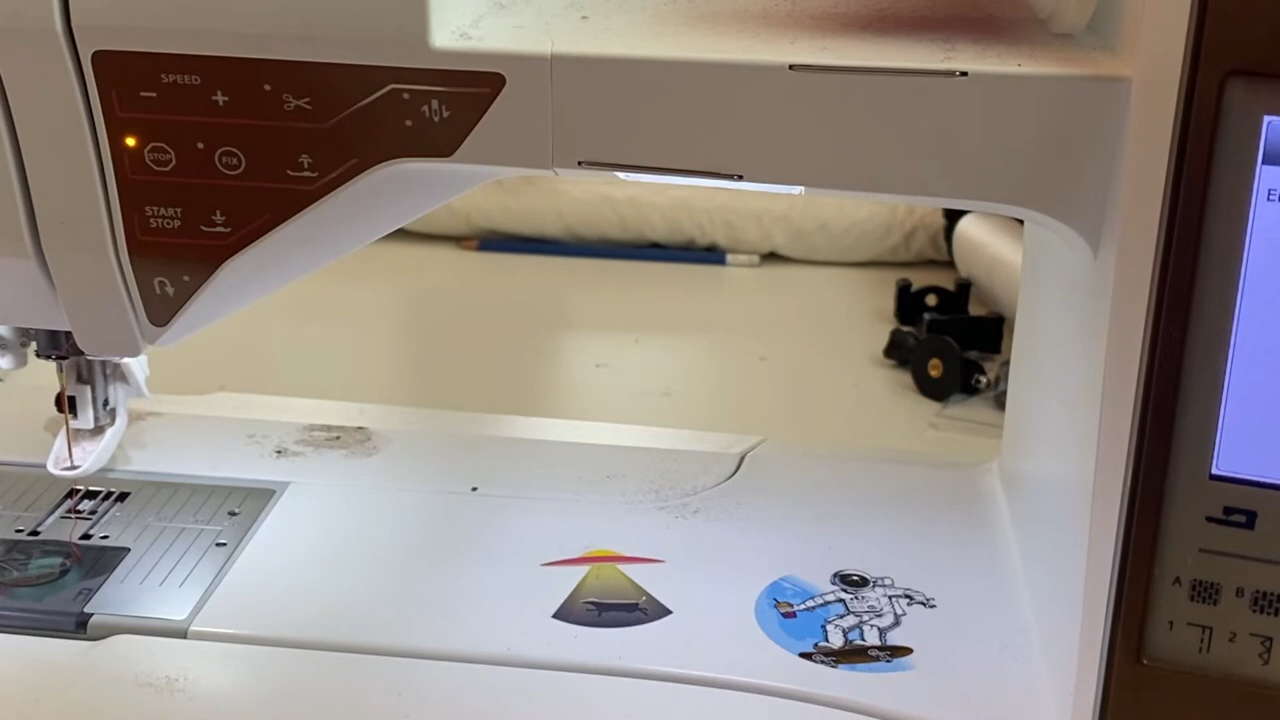 SPEED
− +
STOP
FIX
START
STOP
A B
1 2